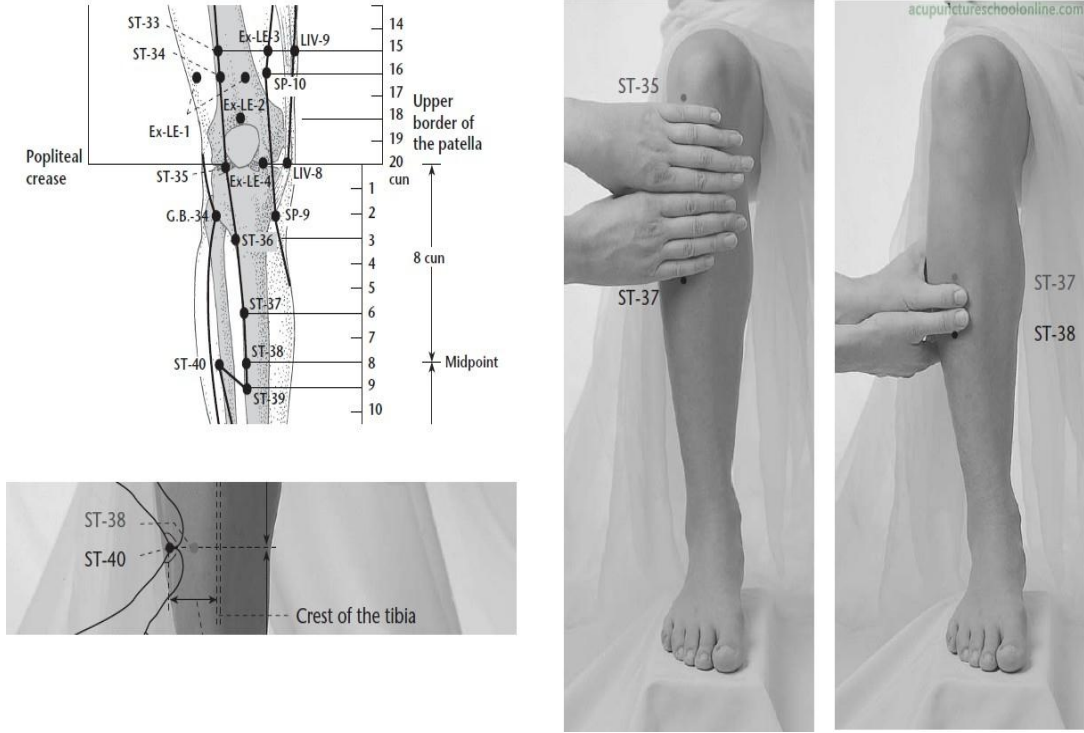 acupunctureschoolonline.com
ST-33
Ex-LE-3
LIV-9
ST-34
SP-10
Ex-LE-2
Ex-LE-1
Popliteal
crease
ST-35
Ex-LE-4
LIV-8
G.B.-34
SP-9
ST-36
ST-37
ST-38
ST-40
ST-39
14
15
16
17
18
19
20
cun
1
2
3
4
5
6
7
8
9
10
Upper
border of
the patella
8 cun
Midpoint
ST-38
ST-40
Crest of the tibia
ST-35
ST-37
ST-37
ST-38